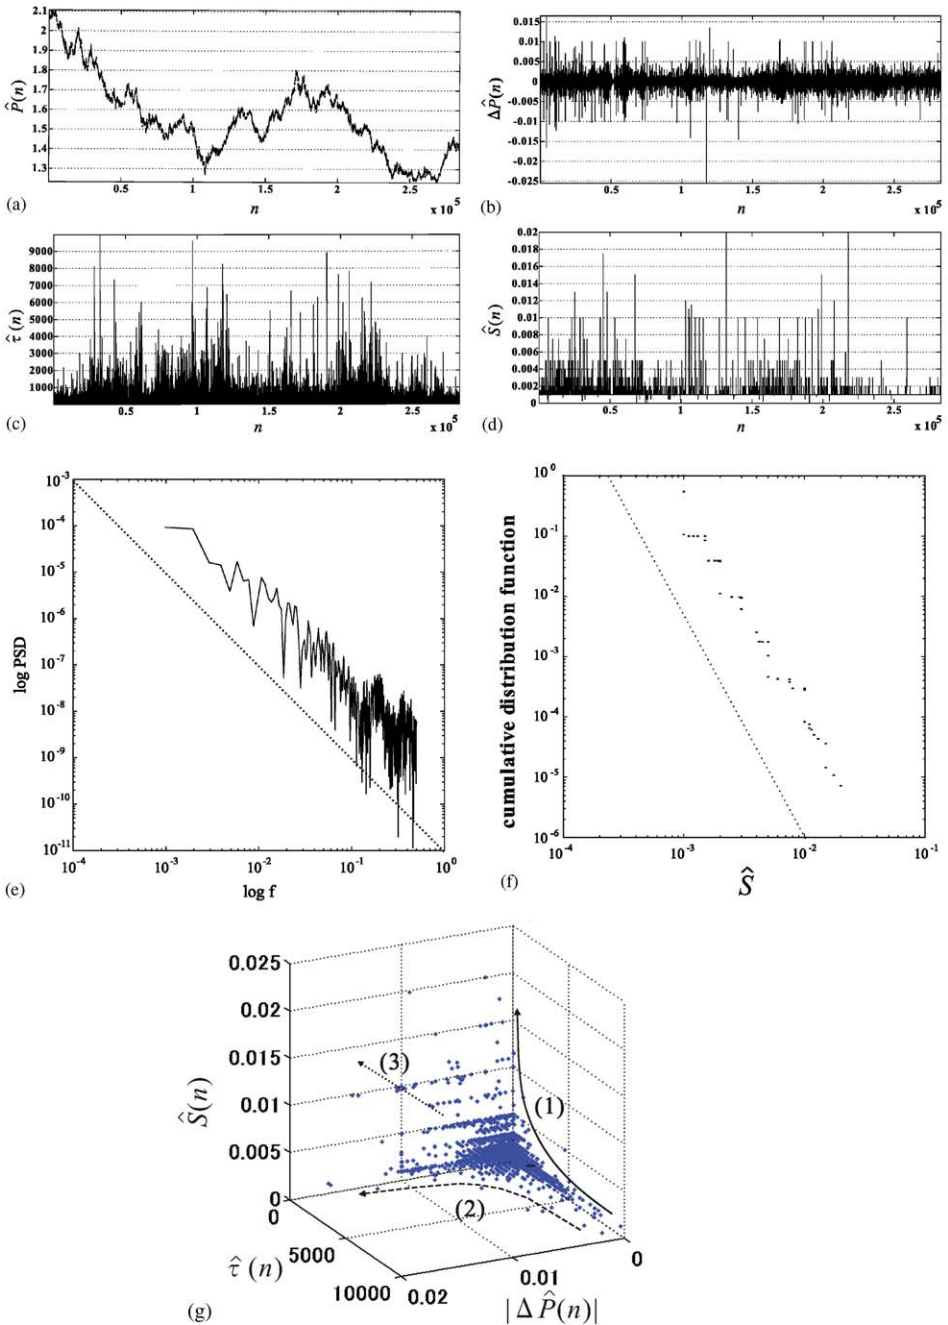 2.1
2
1.9
1.8
1.7
1.6
1.5
1.4
1.3
P̂(n)
0.5 1 1.5 2 2.5
n
x 10^5
(a)
0.015
0.01
0.005
0
-0.005
-0.01
-0.015
-0.02
-0.025
ΔP̂(n)
0.5 1 1.5 2 2.5
n
x 10^5
(b)
9000
8000
7000
6000
5000
4000
3000
2000
1000
τ̂(n)
0.5 1 1.5 2 2.5
n
x 10^5
(c)
0.02
0.018
0.016
0.014
0.012
0.01
0.008
0.006
0.004
0.002
0
Ŝ(n)
0.5 1 1.5 2 2.5
n
x 10^5
(d)
10^-3
10^-4
10^-5
10^-6
10^-7
10^-8
10^-9
10^-10
10^-11
log PSD
10^-4 10^-3 10^-2 10^-1 10^0
log f
(e)
10^0
10^-1
10^-2
10^-3
10^-4
10^-5
10^-6
cumulative distribution function
10^-4 10^-3 10^-2 10^-1
Ŝ
(f)
0.025
0.02
0.015
0.01
0.005
0
Ŝ(n)
(3)
(1)
(2)
0
5000
10000
τ̂(n)
0.02
0.01
0
|ΔP̂(n)|
(g)